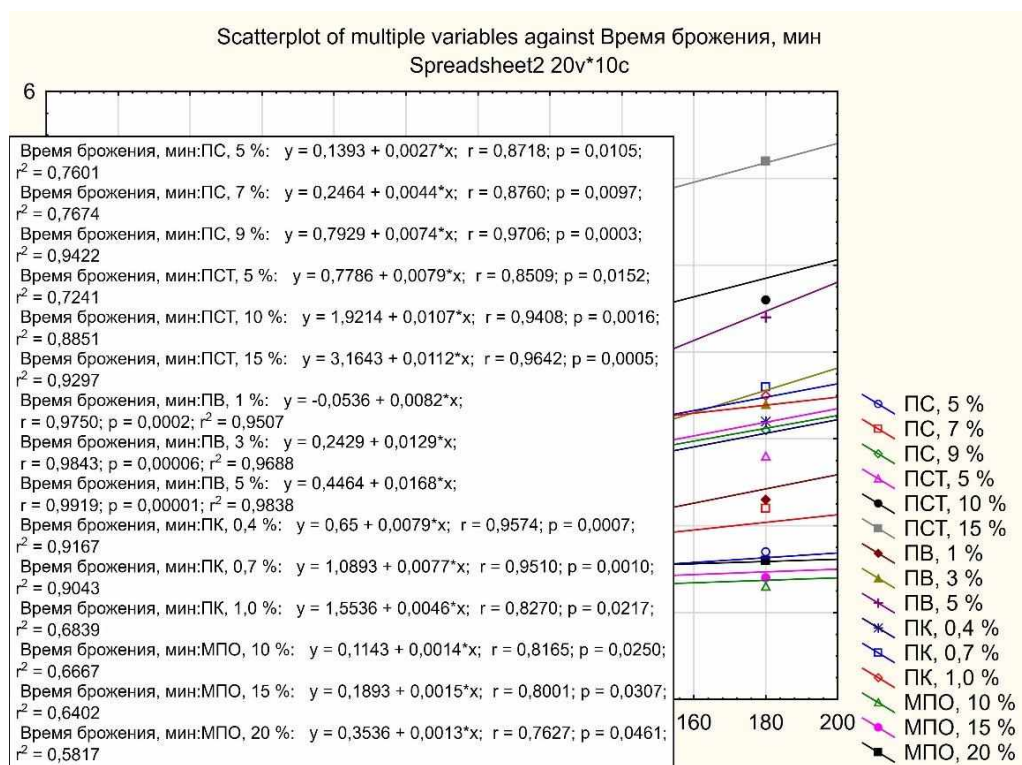 Scatterplot of multiple variables against Время брожения, мин
Spreadsheet2 20v*10c
6
Время брожения, мин:ПС, 5 %: y = 0,1393 + 0,0027*x; r = 0,8718; p = 0,0105;
r² = 0,7601
Время брожения, мин:ПС, 7 %: y = 0,2464 + 0,0044*x; r = 0,8760; p = 0,0097;
r² = 0,7674
Время брожения, мин:ПС, 9 %: y = 0,7929 + 0,0074*x; r = 0,9706; p = 0,0003;
r² = 0,9422
Время брожения, мин:ПСТ, 5 %: y = 0,7786 + 0,0079*x; r = 0,8509; p = 0,0152;
r² = 0,7241
Время брожения, мин:ПСТ, 10 %: y = 1,9214 + 0,0107*x; r = 0,9408; p = 0,0016;
r² = 0,8851
Время брожения, мин:ПСТ, 15 %: y = 3,1643 + 0,0112*x; r = 0,9642; p = 0,0005;
r² = 0,9297
Время брожения, мин:ПВ, 1 %: y = -0,0536 + 0,0082*x;
r = 0,9750; p = 0,0002; r² = 0,9507
Время брожения, мин:ПВ, 3 %: y = 0,2429 + 0,0129*x;
r = 0,9843; p = 0,00006; r² = 0,9688
Время брожения, мин:ПВ, 5 %: y = 0,4464 + 0,0168*x;
r = 0,9919; p = 0,00001; r² = 0,9838
Время брожения, мин:ПК, 0,4 %: y = 0,65 + 0,0079*x; r = 0,9574; p = 0,0007;
r² = 0,9167
Время брожения, мин:ПК, 0,7 %: y = 1,0893 + 0,0077*x; r = 0,9510; p = 0,0010;
r² = 0,9043
Время брожения, мин:ПК, 1,0 %: y = 1,5536 + 0,0046*x; r = 0,8270; p = 0,0217;
r² = 0,6839
Время брожения, мин:МПО, 10 %: y = 0,1143 + 0,0014*x; r = 0,8165; p = 0,0250;
r² = 0,6667
Время брожения, мин:МПО, 15 %: y = 0,1893 + 0,0015*x; r = 0,8001; p = 0,0307;
r² = 0,6402
Время брожения, мин:МПО, 20 %: y = 0,3536 + 0,0013*x; r = 0,7627; p = 0,0461;
r² = 0,5817
160 180 200
ПС, 5 %
ПС, 7 %
ПС, 9 %
ПСТ, 5 %
ПСТ, 10 %
ПСТ, 15 %
ПВ, 1 %
ПВ, 3 %
ПВ, 5 %
ПК, 0,4 %
ПК, 0,7 %
ПК, 1,0 %
МПО, 10 %
МПО, 15 %
МПО, 20 %